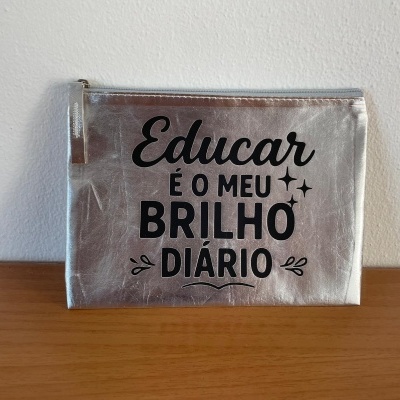 Educar
É O MEU
BRILHO
DIÁRIO